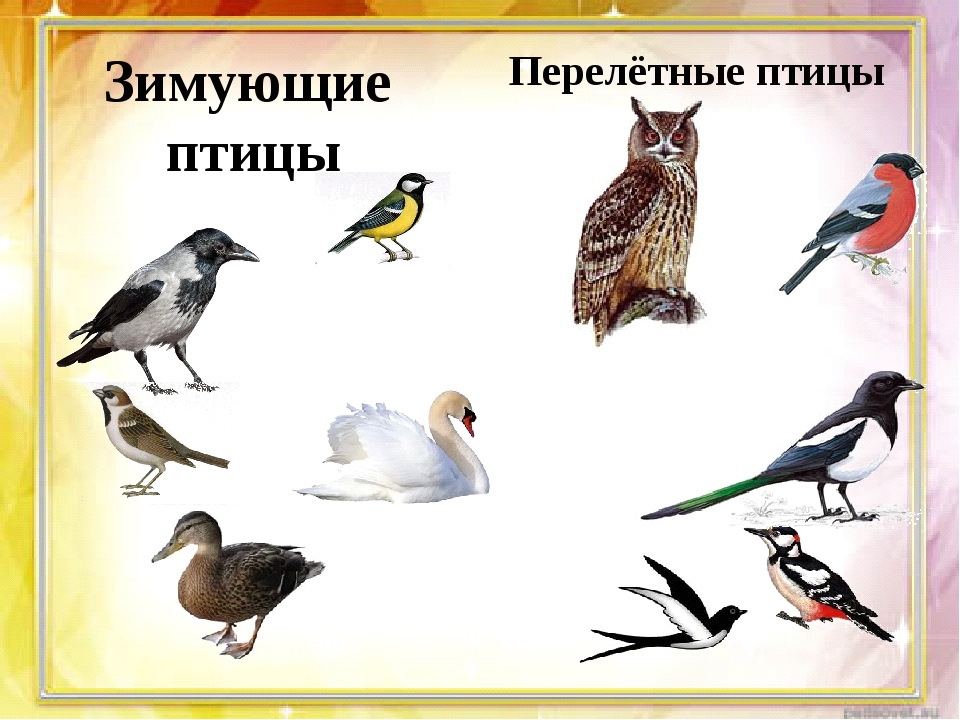 Зимующие
птицы
Перелётные птицы